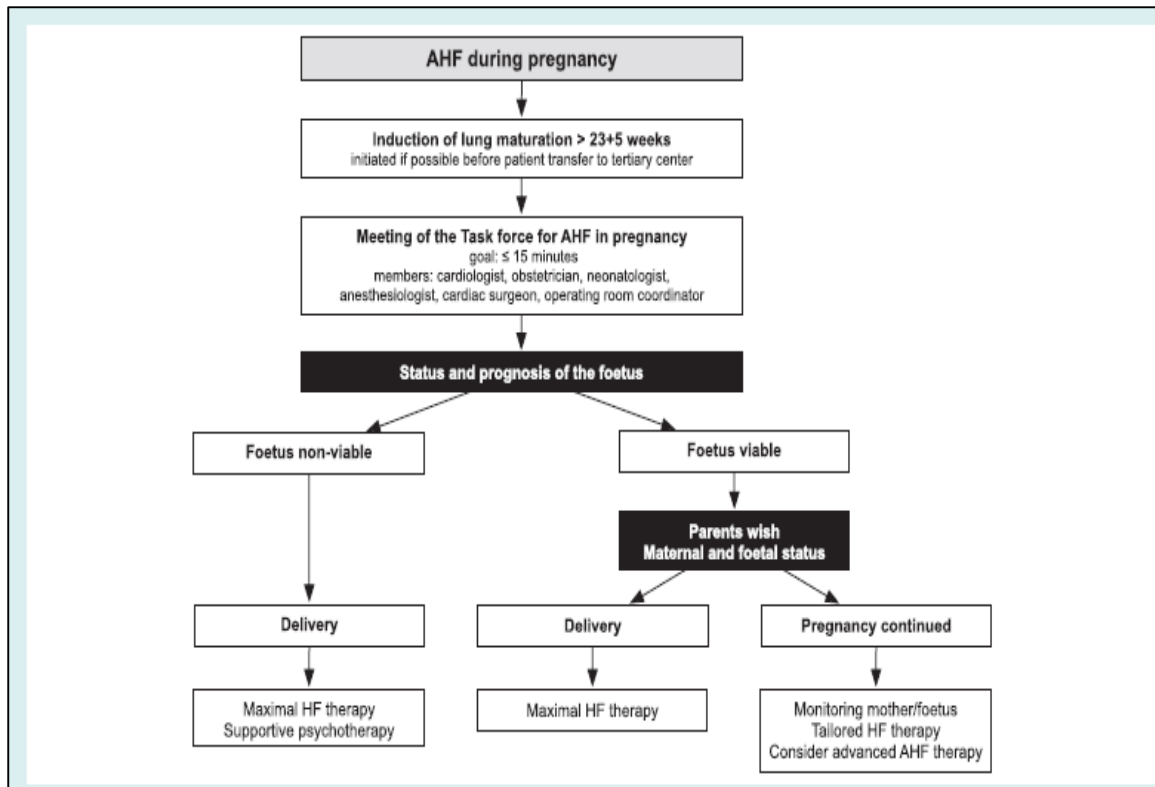 AHF during pregnancy
Induction of lung maturation > 23+5 weeks
initiated if possible before patient transfer to tertiary center
Meeting of the Task force for AHF in pregnancy
goal: ≤ 15 minutes
members: cardiologist, obstetrician, neonatologist,
anesthesiologist, cardiac surgeon, operating room coordinator
Status and prognosis of the foetus
Foetus non-viable
Foetus viable
Parents wish
Maternal and foetal status
Delivery
Delivery
Pregnancy continued
Maximal HF therapy
Supportive psychotherapy
Maximal HF therapy
Monitoring mother/foetus
Tailored HF therapy
Consider advanced AHF therapy